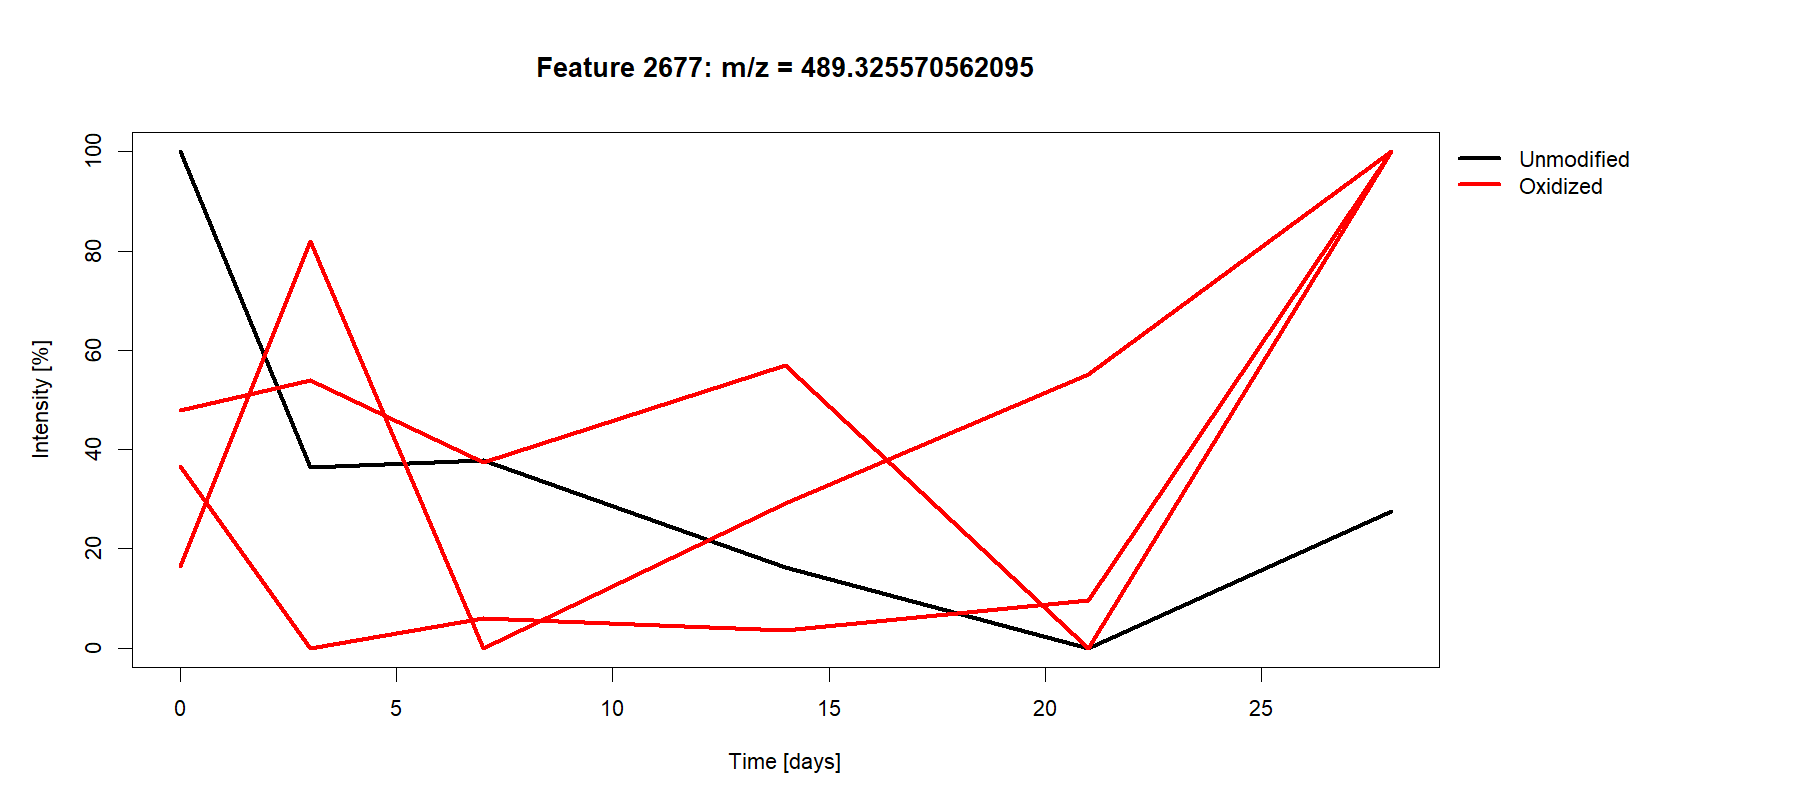 Feature 2677: m/z = 489.325570562095
Unmodified
Oxidized
Intensity [%]
100
80
60
40
20
0
0 5 10 15 20 25
Time [days]